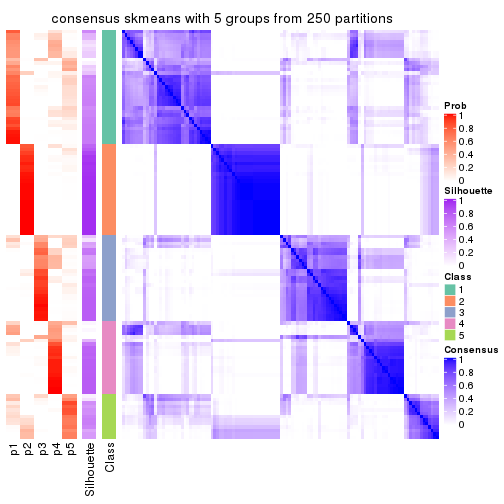 consensus skmeans with 5 groups from 250 partitions
Prob
1
0.8
0.6
0.4
0.2
0
Silhouette
1
0.8
0.6
0.4
0.2
0
Class
1
2
3
4
5
Consensus
1
0.8
0.6
0.4
0.2
0
p1
p2
p3
p4
p5
Silhouette
Class